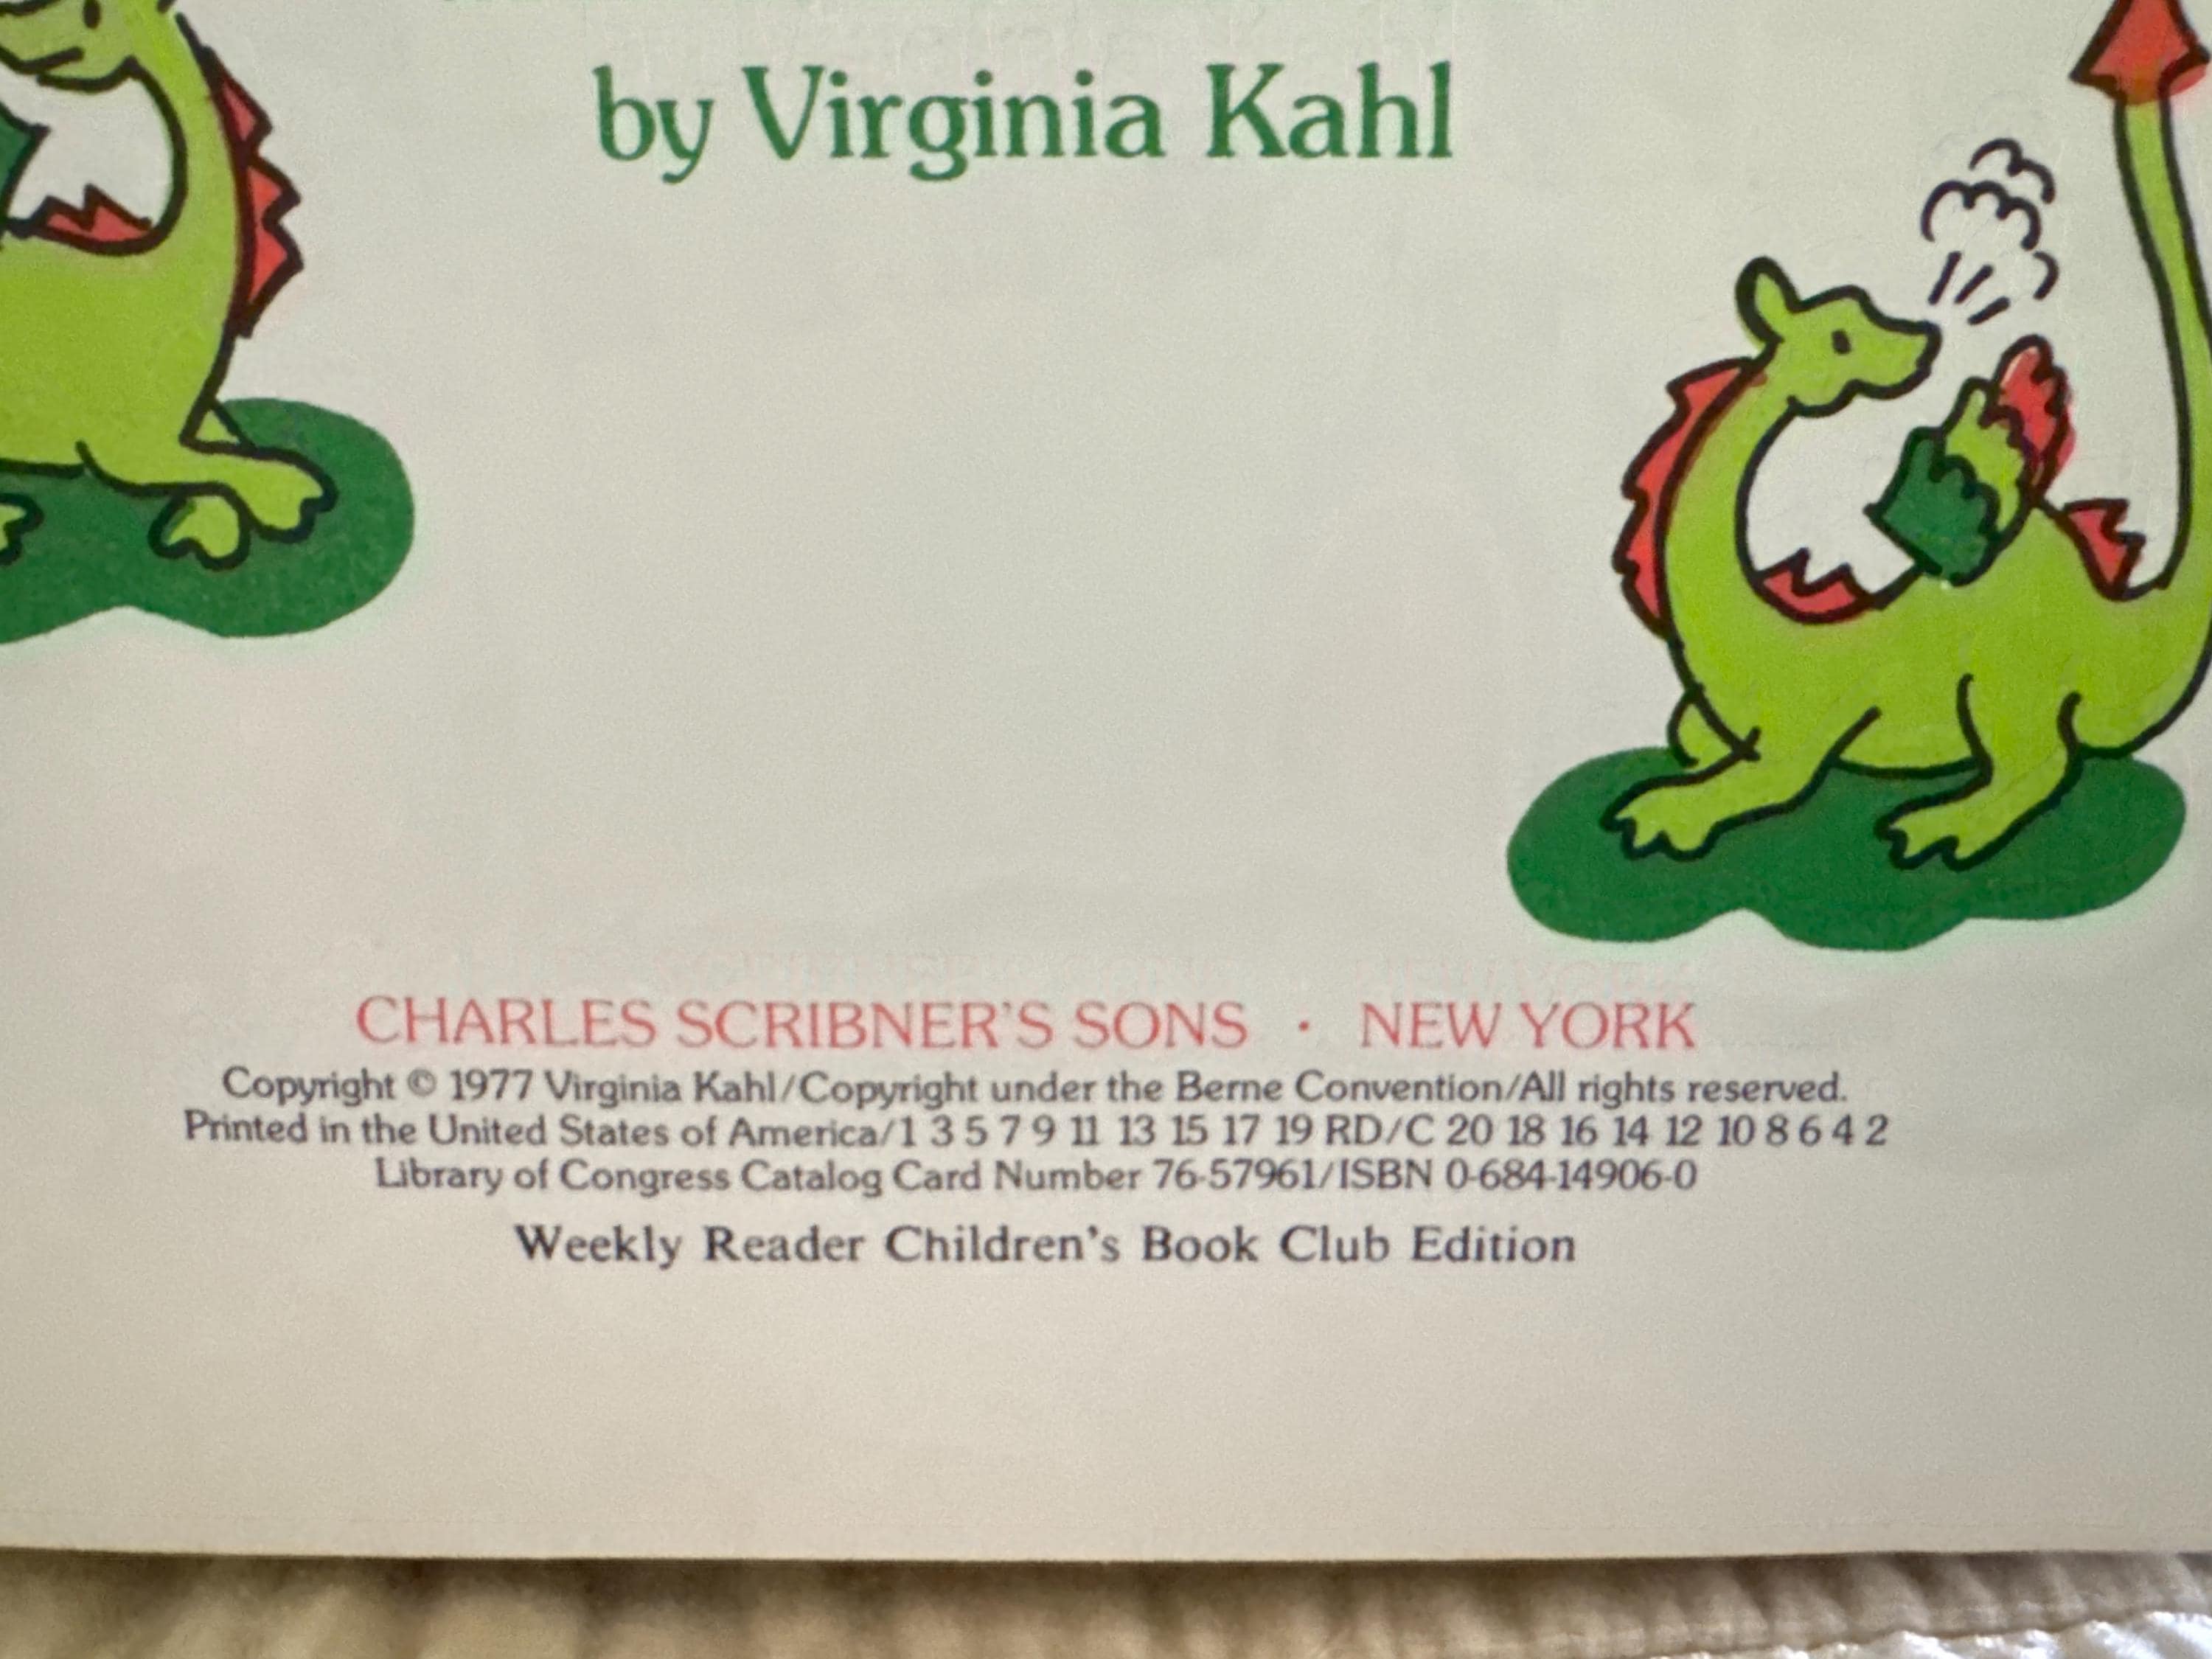 by Virginia Kahl
CHARLES SCRIBNER'S SONS · NEW YORK
Copyright © 1977 Virginia Kahl/Copyright under the Berne Convention/All rights reserved.
Printed in the United States of America/1 3 5 7 9 11 13 15 17 19 RD/C 20 18 16 14 12 10 8 6 4 2
Library of Congress Catalog Card Number 76-57961/ISBN 0-684-14906-0
Weekly Reader Children's Book Club Edition